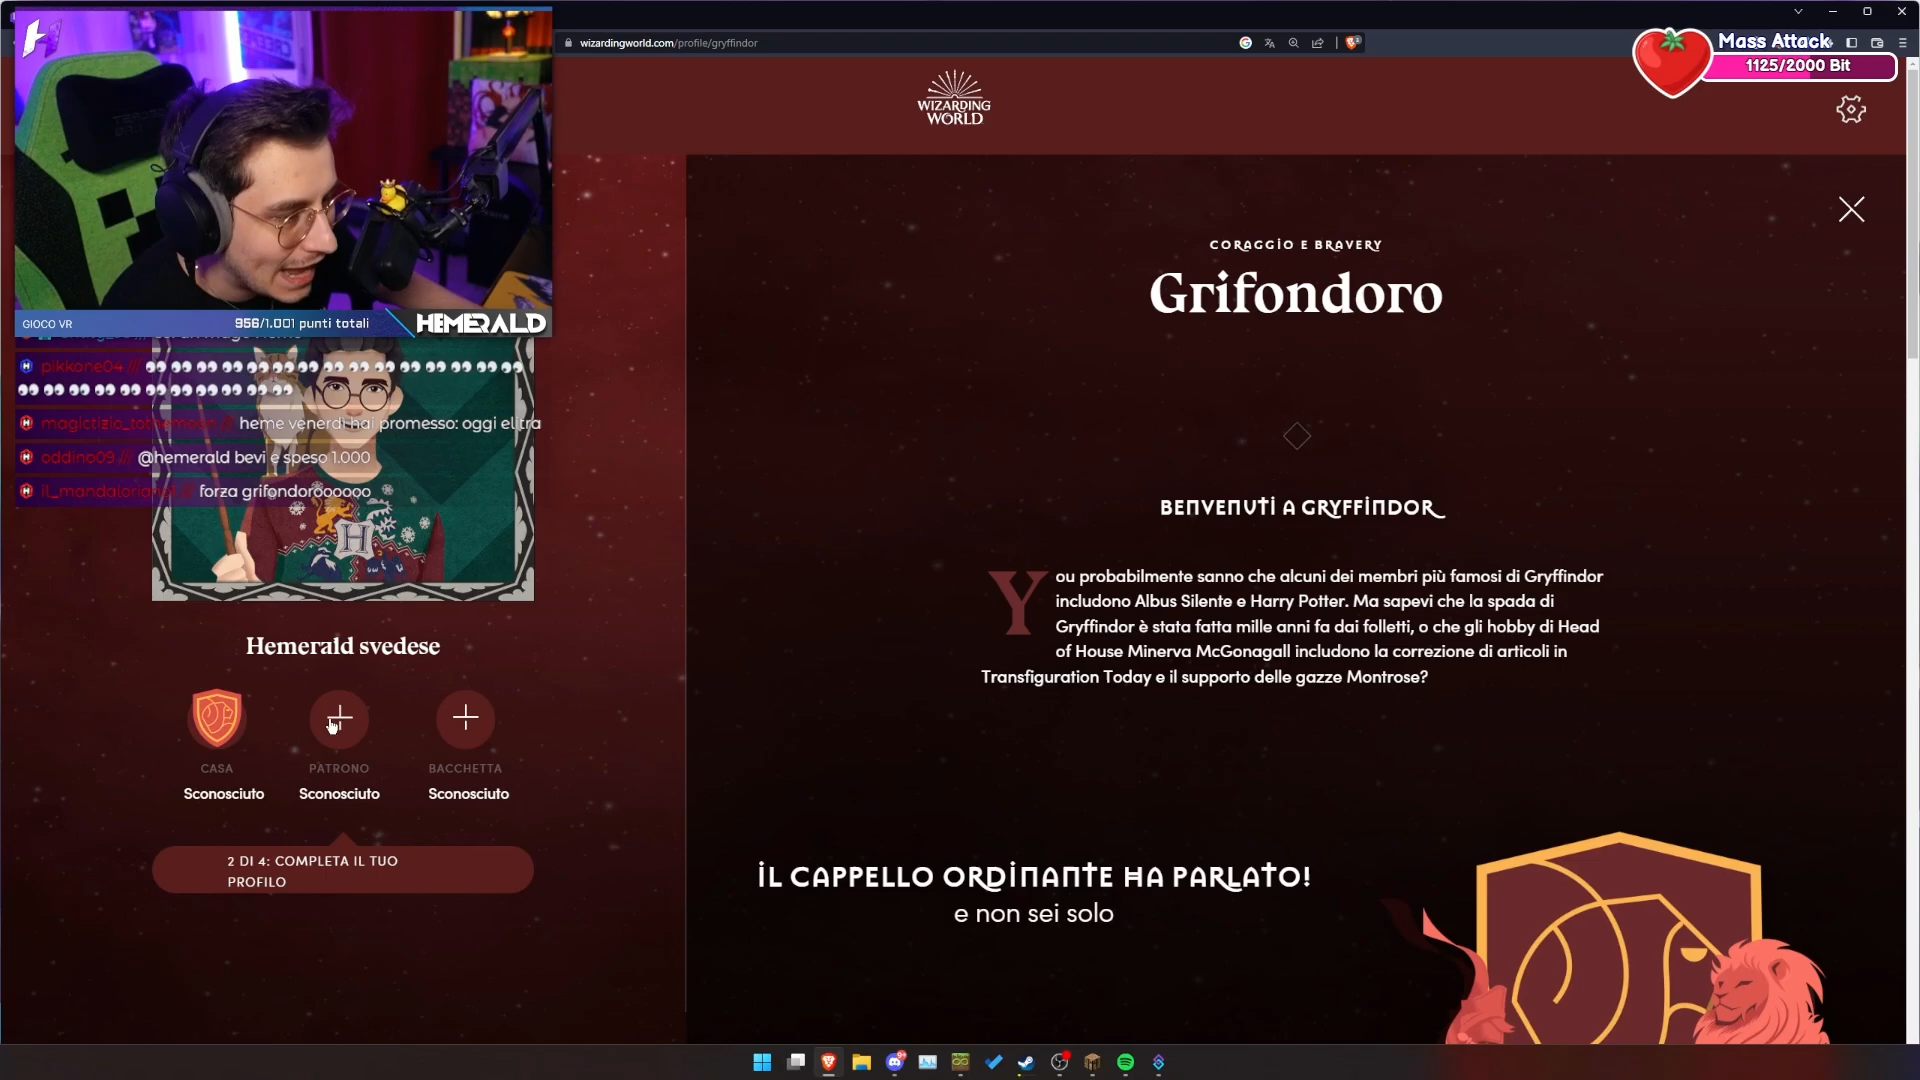 wizardingworld.com/profile/gryffindor
Mass Attack
1125/2000 Bit
WIZARDING
WORLD
GIOCO VR
956/1.001 punti totali
HEMERALD
pikkone04 ///
heme venerdì hai promesso: oggi el tra
oddino09 // @hemerald bevi e speso 1.000
forza grifondoroooooo
H
Hemerald svedese
CASA
PATRONO
BACCHETTA
Sconosciuto
Sconosciuto
Sconosciuto
2 DI 4: COMPLETA IL TUO
PROFILO
CORAGGIO E BRAVERY
Grifondoro
BENVENUTI A GRYFFINDOR
You probabilmente sanno che alcuni dei membri più famosi di Gryffindor
includono Albus Silente e Harry Potter. Ma sapevi che la spada di
Gryffindor è stata fatta mille anni fa dai folletti, o che gli hobby di Head
of House Minerva McGonagall includono la correzione di articoli in
Transfiguration Today e il supporto delle gazze Montrose?
IL CAPPELLO ORDINANTE HA PARLATO!
e non sei solo